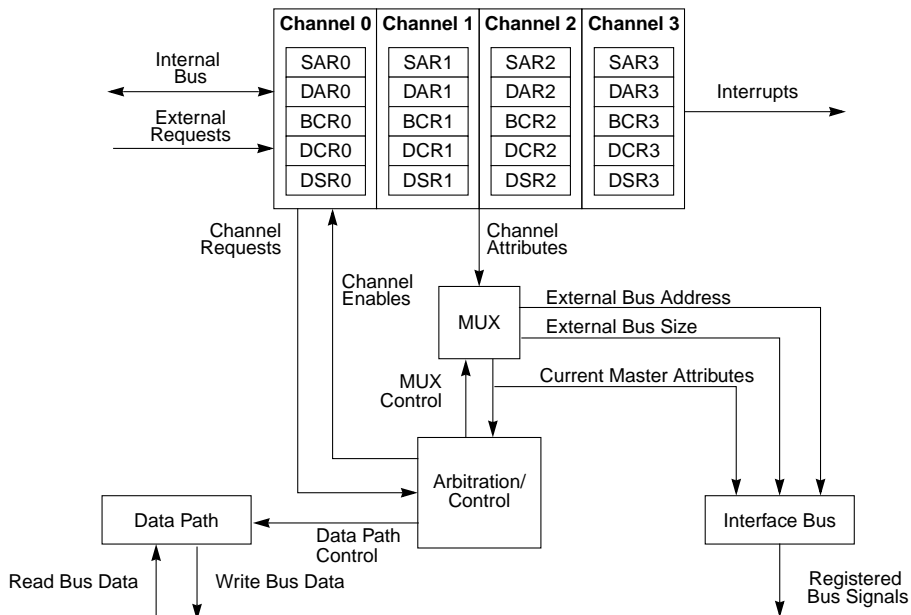 Channel 0 Channel 1 Channel 2 Channel 3
SAR0 SAR1 SAR2 SAR3
DAR0 DAR1 DAR2 DAR3
BCR0 BCR1 BCR2 BCR3
DCR0 DCR1 DCR2 DCR3
DSR0 DSR1 DSR2 DSR3
Internal
Bus
External
Requests
Interrupts
Channel
Requests
Channel
Enables
Channel
Attributes
MUX
External Bus Address
External Bus Size
Current Master Attributes
MUX
Control
Arbitration/
Control
Data Path
Data Path
Control
Interface Bus
Read Bus Data
Write Bus Data
Registered
Bus Signals